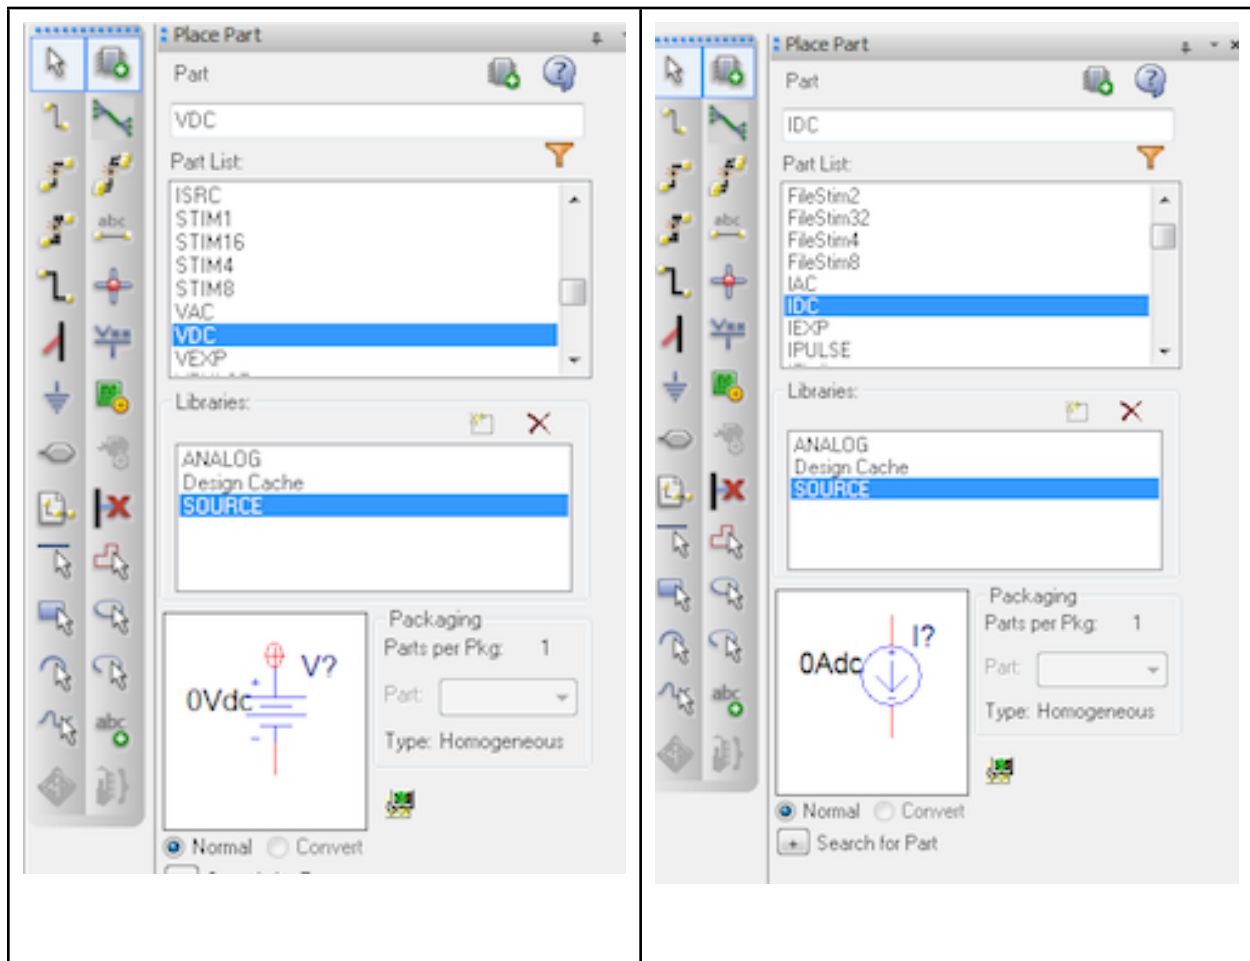 Place Part
Part
VDC
Part List:
ISRC
STIM1
STIM16
STIM4
STIM8
VAC
VDC
VEXP
Libraries:
ANALOG
Design Cache
SOURCE
V?
0Vdc
Packaging
Parts per Pkg: 1
Part:
Type: Homogeneous
Normal
Convert
abc
abc
Place Part
Part
IDC
Part List:
FileStim2
FileStim32
FileStim4
FileStim8
IAC
IDC
IEXP
IPULSE
Libraries:
ANALOG
Design Cache
SOURCE
I?
0Adc
Packaging
Parts per Pkg: 1
Part:
Type: Homogeneous
Normal
Convert
Search for Part
abc
abc